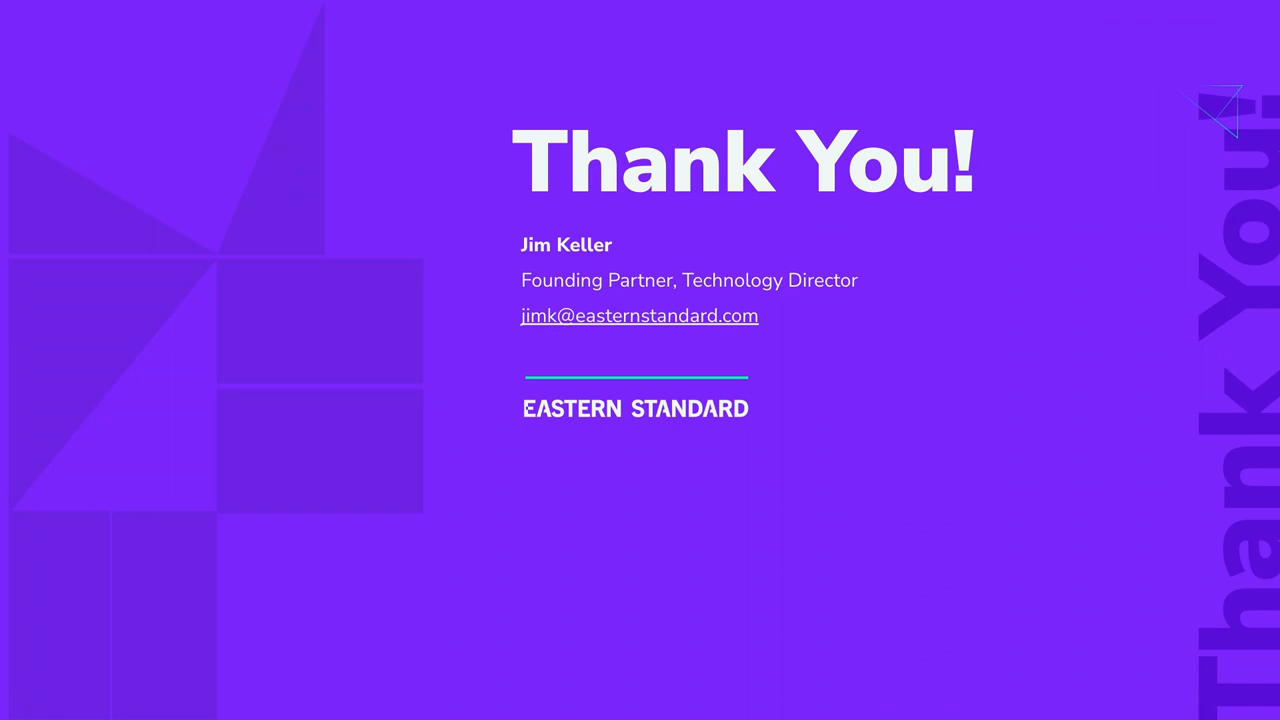 Thank You!
Jim Keller
Founding Partner, Technology Director
jimk@easternstandard.com
EASTERN STANDARD
Thank You!